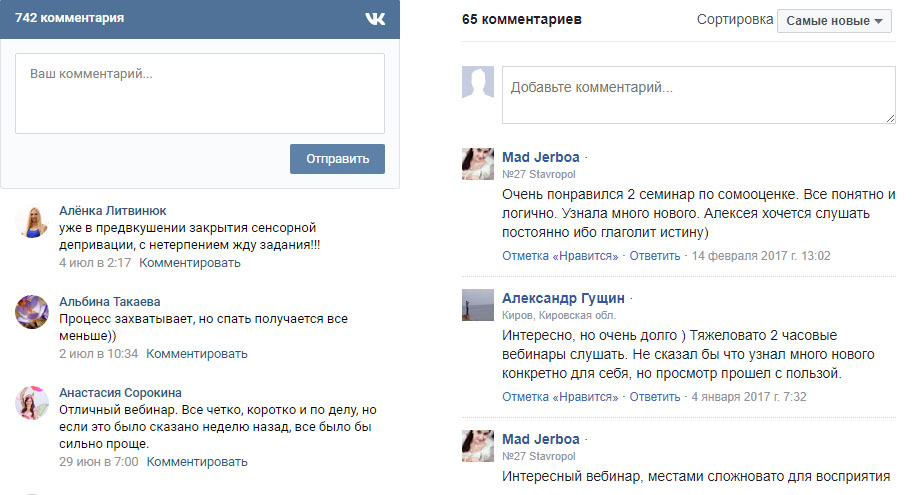 742 комментария
Ваш комментарий...
Отправить
Алёнка Литвинюк
уже в предвкушении закрытия сенсорной
депривации, с нетерпением жду задания!!!
4 июл в 2:17 Комментировать
Альбина Такаева
Процесс захватывает, но спать получается все
меньше))
2 июл в 10:34 Комментировать
Анастасия Сорокина
Отличный вебинар. Все четко, коротко и по делу, но
если это было сказано неделю назад, все было бы
сильно проще.
29 июн в 7:00 Комментировать
65 комментариев
Сортировка Самые новые
Добавьте комментарий...
Mad Jerboa ·
№27 Stavropol
Очень понравился 2 семинар по сомооценке. Все понятно и
логично. Узнала много нового. Алексея хочется слушать
постоянно ибо глаголит истину)
Отметка «Нравится» · Ответить · 14 февраля 2017 г. 13:02
Александр Гущин ·
Киров, Кировская обл.
Интересно, но очень долго ) Тяжеловато 2 часовые
вебинары слушать. Не сказал бы что узнал много нового
конкретно для себя, но просмотр прошел с пользой.
Отметка «Нравится» · Ответить · 4 января 2017 г. 7:32
Mad Jerboa ·
№27 Stavropol
Интересный вебинар, местами сложновато для восприятия